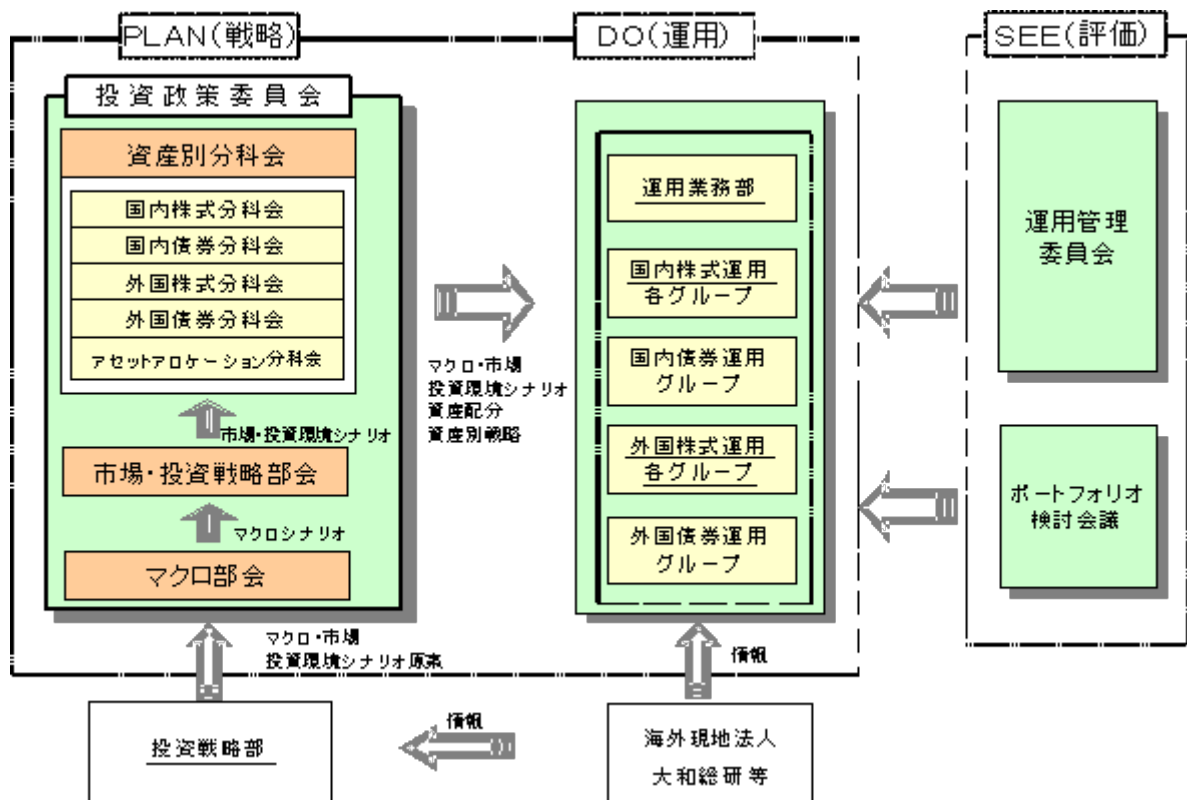 PLAN(戦略)
投資政策委員会
資産別分科会
国内株式分科会
国内債券分科会
外国株式分科会
外国債券分科会
アセットアロケーション分科会
市場・投資環境シナリオ
市場・投資戦略部会
マクロシナリオ
マクロ部会
マクロ・市場
投資環境シナリオ原案
投資戦略部
マクロ・市場
投資環境シナリオ
資産配分
資産別戦略
DO(運用)
運用業務部
国内株式運用
各グループ
国内債券運用
グループ
外国株式運用
各グループ
外国債券運用
グループ
情報
情報
海外現地法人
大和総研等
SEE(評価)
運用管理
委員会
ポートフォリオ
検討会議